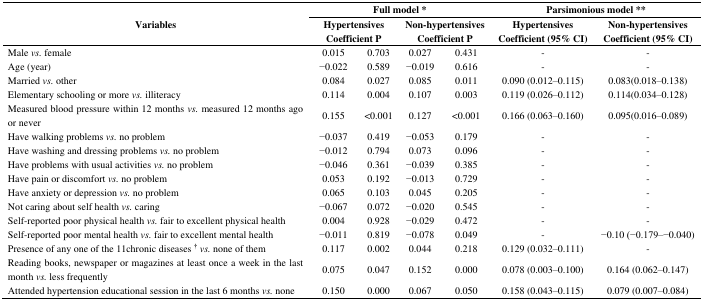 Full model * Parsimonious model **
Variables Hypertensives Non-hypertensives Hypertensives Non-hypertensives
Coefficient P Coefficient P Coefficient (95% CI) Coefficient (95% CI)
Male vs. female 0.015 0.703 0.027 0.431 - -
Age (year) −0.022 0.589 −0.019 0.616 - -
Married vs. other 0.084 0.027 0.085 0.011 0.090 (0.012–0.115) 0.083(0.018–0.138)
Elementary schooling or more vs. illiteracy 0.114 0.004 0.107 0.003 0.119 (0.026–0.112) 0.114(0.034–0.128)
Measured blood pressure within 12 months vs. measured 12 months ago
or never 0.155 <0.001 0.127 <0.001 0.166 (0.063–0.160) 0.095(0.016–0.089)
Have walking problems vs. no problem −0.037 0.419 −0.053 0.179 - -
Have washing and dressing problems vs. no problem −0.012 0.794 0.073 0.096 - -
Have problems with usual activities vs. no problem −0.046 0.361 −0.039 0.385 - -
Have pain or discomfort vs. no problem 0.053 0.192 −0.013 0.729 - -
Have anxiety or depression vs. no problem 0.065 0.103 0.045 0.205 - -
Not caring about self health vs. caring −0.067 0.072 −0.020 0.545 - -
Self-reported poor physical health vs. fair to excellent physical health 0.004 0.928 −0.029 0.472 - -
Self-reported poor mental health vs. fair to excellent mental health −0.011 0.819 −0.078 0.049 - −0.10 (−0.179–−0.040)
Presence of any one of the 11chronic diseases † vs. none of them 0.117 0.002 0.044 0.218 0.129 (0.032–0.111) -
Reading books, newspaper or magazines at least once a week in the last
month vs. less frequently 0.075 0.047 0.152 0.000 0.078 (0.003–0.100) 0.164 (0.062–0.147)
Attended hypertension educational session in the last 6 months vs. none 0.150 0.000 0.067 0.050 0.158 (0.043–0.115) 0.079 (0.007–0.084)